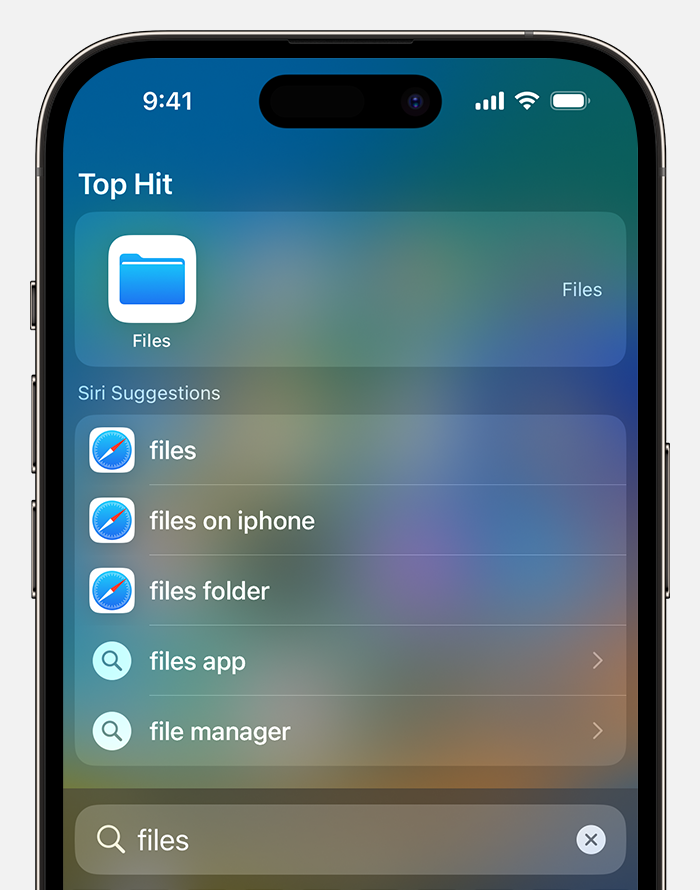 9:41
Top Hit
Files
Files
Siri Suggestions
files
files on iphone
files folder
files app
file manager
files